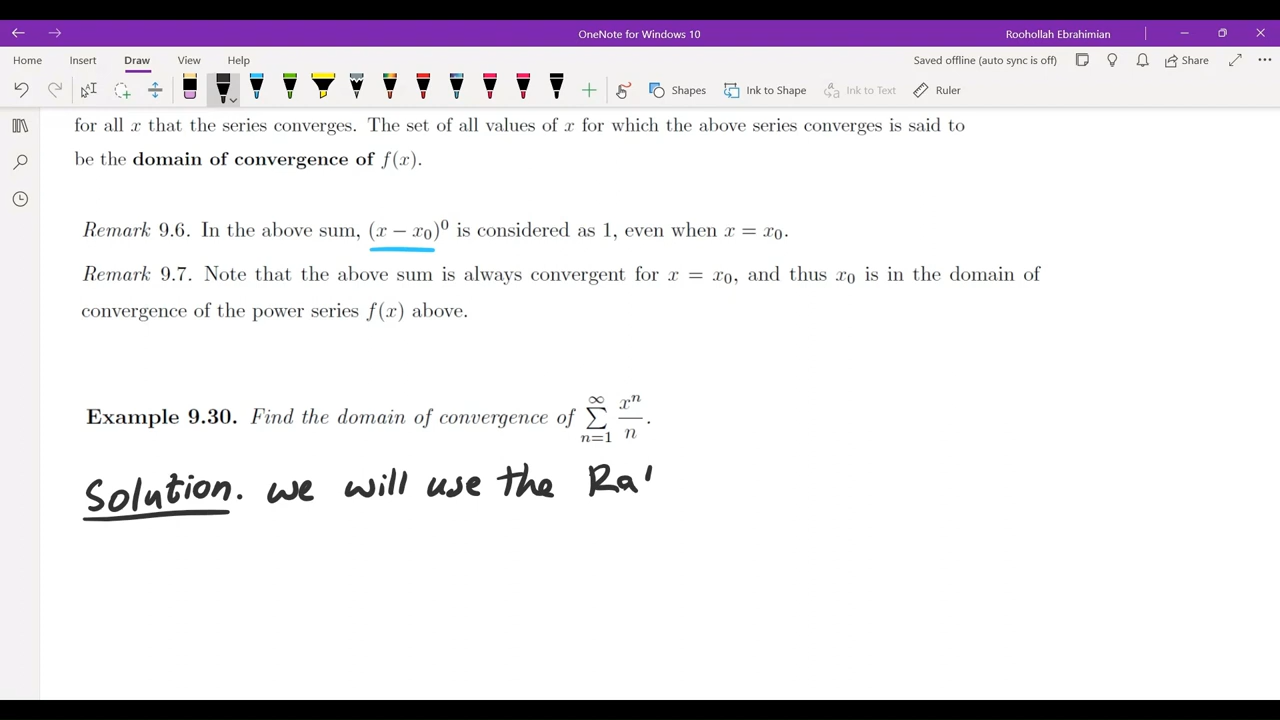 OneNote for Windows 10
Roohollah Ebrahimian
Home Insert Draw View Help
Saved offline (auto sync is off) Share
Shapes Ink to Shape Ink to Text Ruler
for all x that the series converges. The set of all values of x for which the above series converges is said to
be the domain of convergence of f(x).
Remark 9.6. In the above sum, (x − x₀)⁰ is considered as 1, even when x = x₀.
Remark 9.7. Note that the above sum is always convergent for x = x₀, and thus x₀ is in the domain of
convergence of the power series f(x) above.
Example 9.30. Find the domain of convergence of ∑_{n=1}^{∞} xⁿ/n.
Solution. we will use the Ra